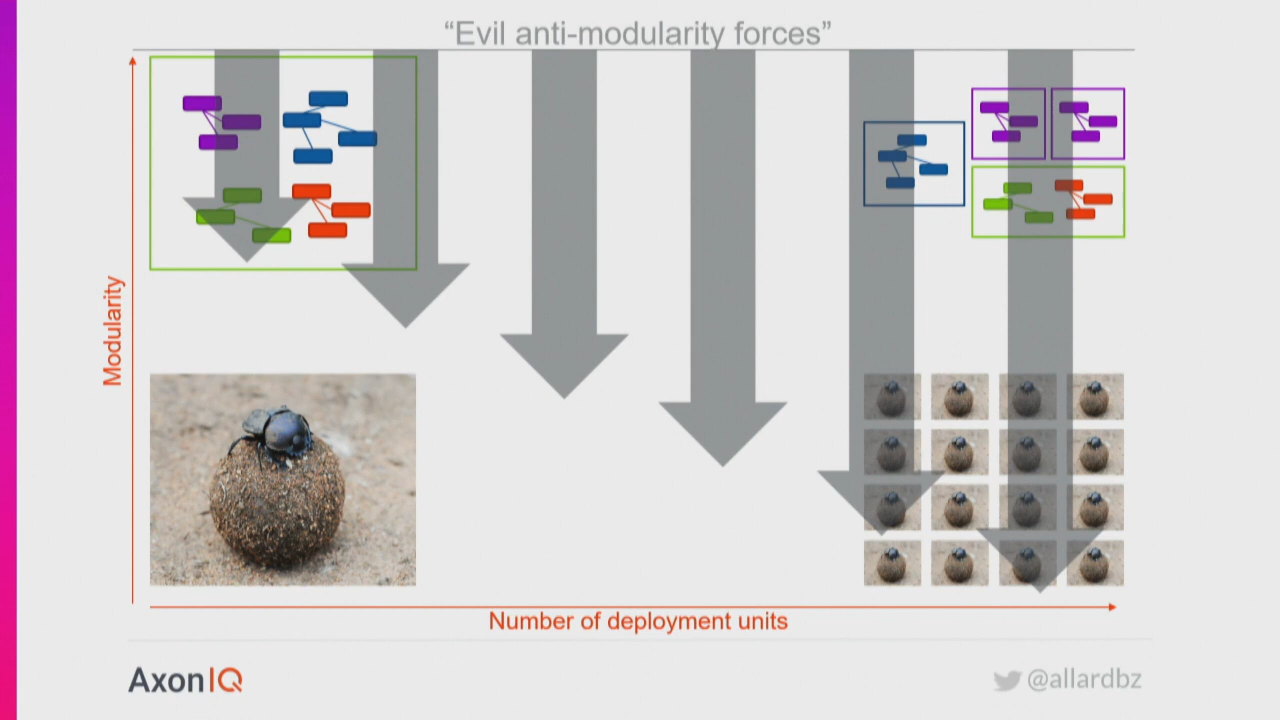 “Evil anti-modularity forces”
Modularity
Number of deployment units
AxonIQ
@allardbz